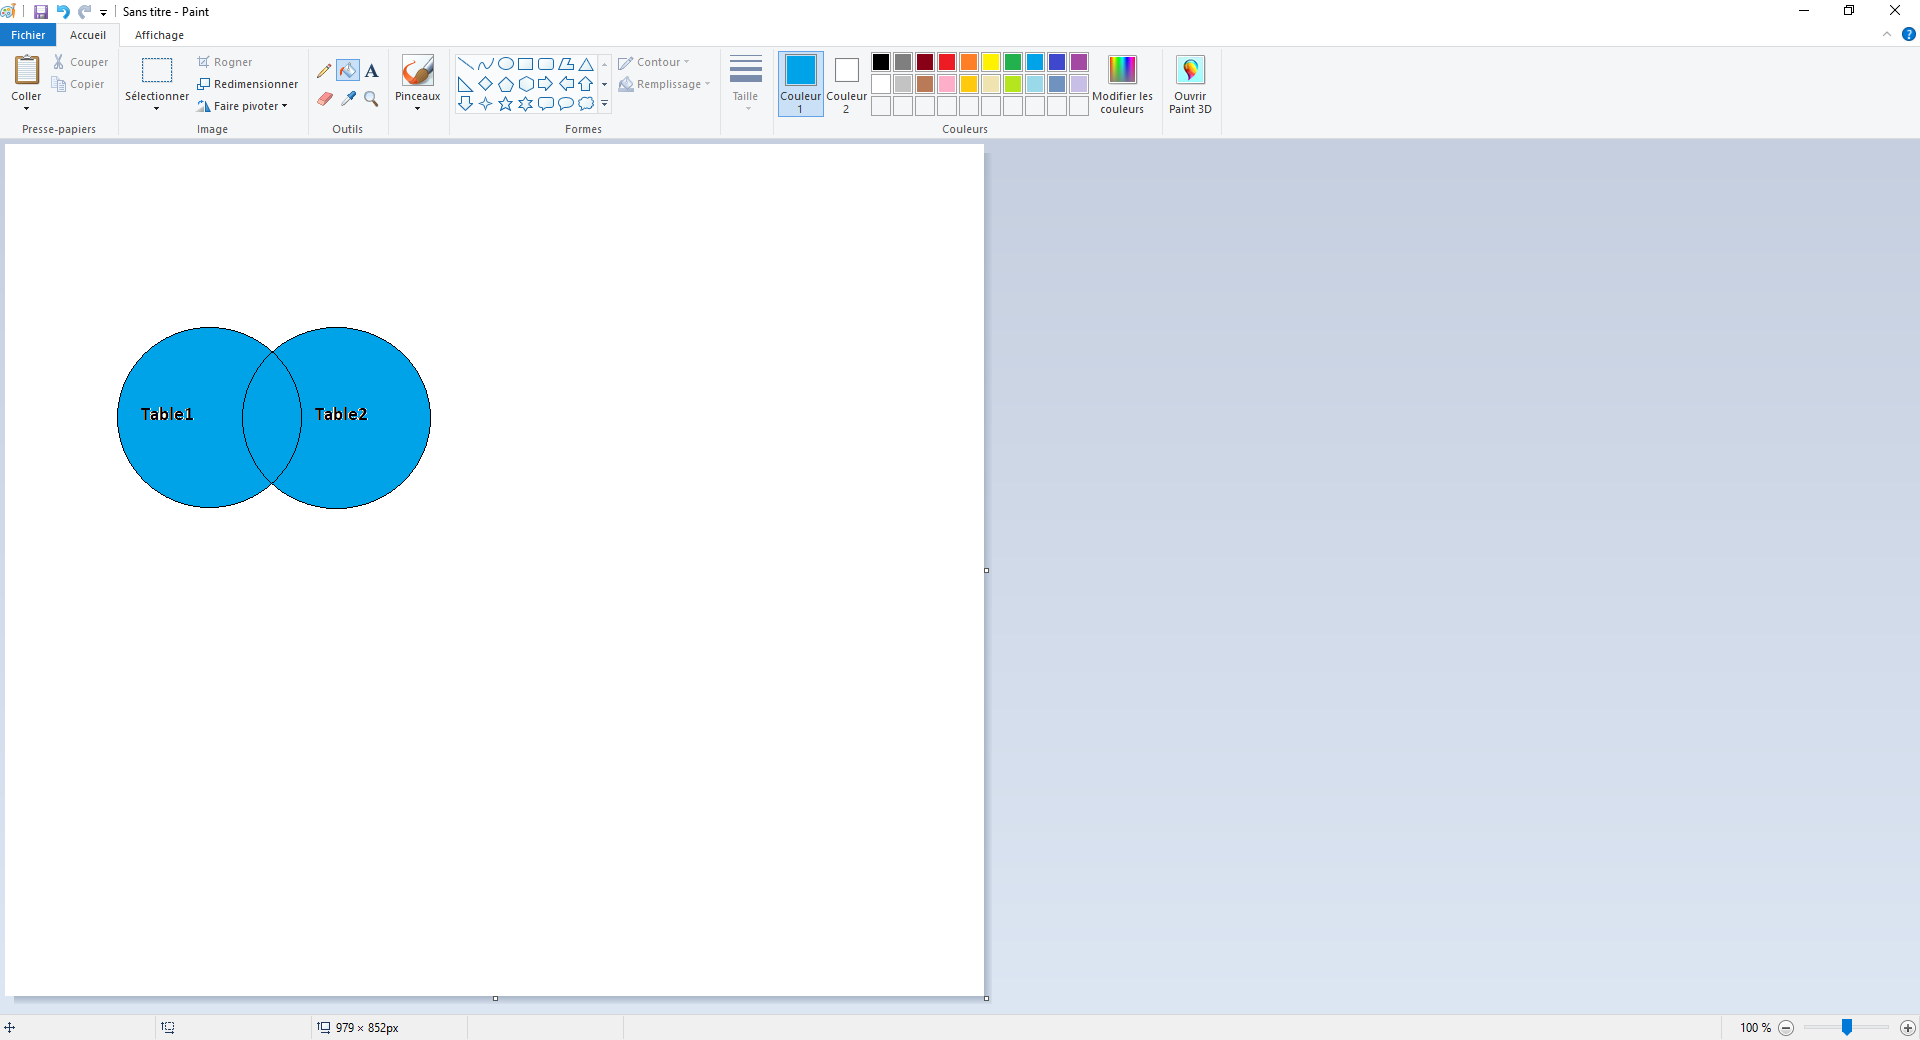 Sans titre - Paint
Fichier Accueil Affichage
Coller
Couper
Copier
Presse-papiers
Sélectionner
Rogner
Redimensionner
Faire pivoter
Image
A
Outils
Pinceaux
Contour
Remplissage
Formes
Taille
Couleur
1
Couleur
2
Couleurs
Modifier les
couleurs
Ouvrir
Paint 3D
?
Table1 Table2
979 × 852px
100 %